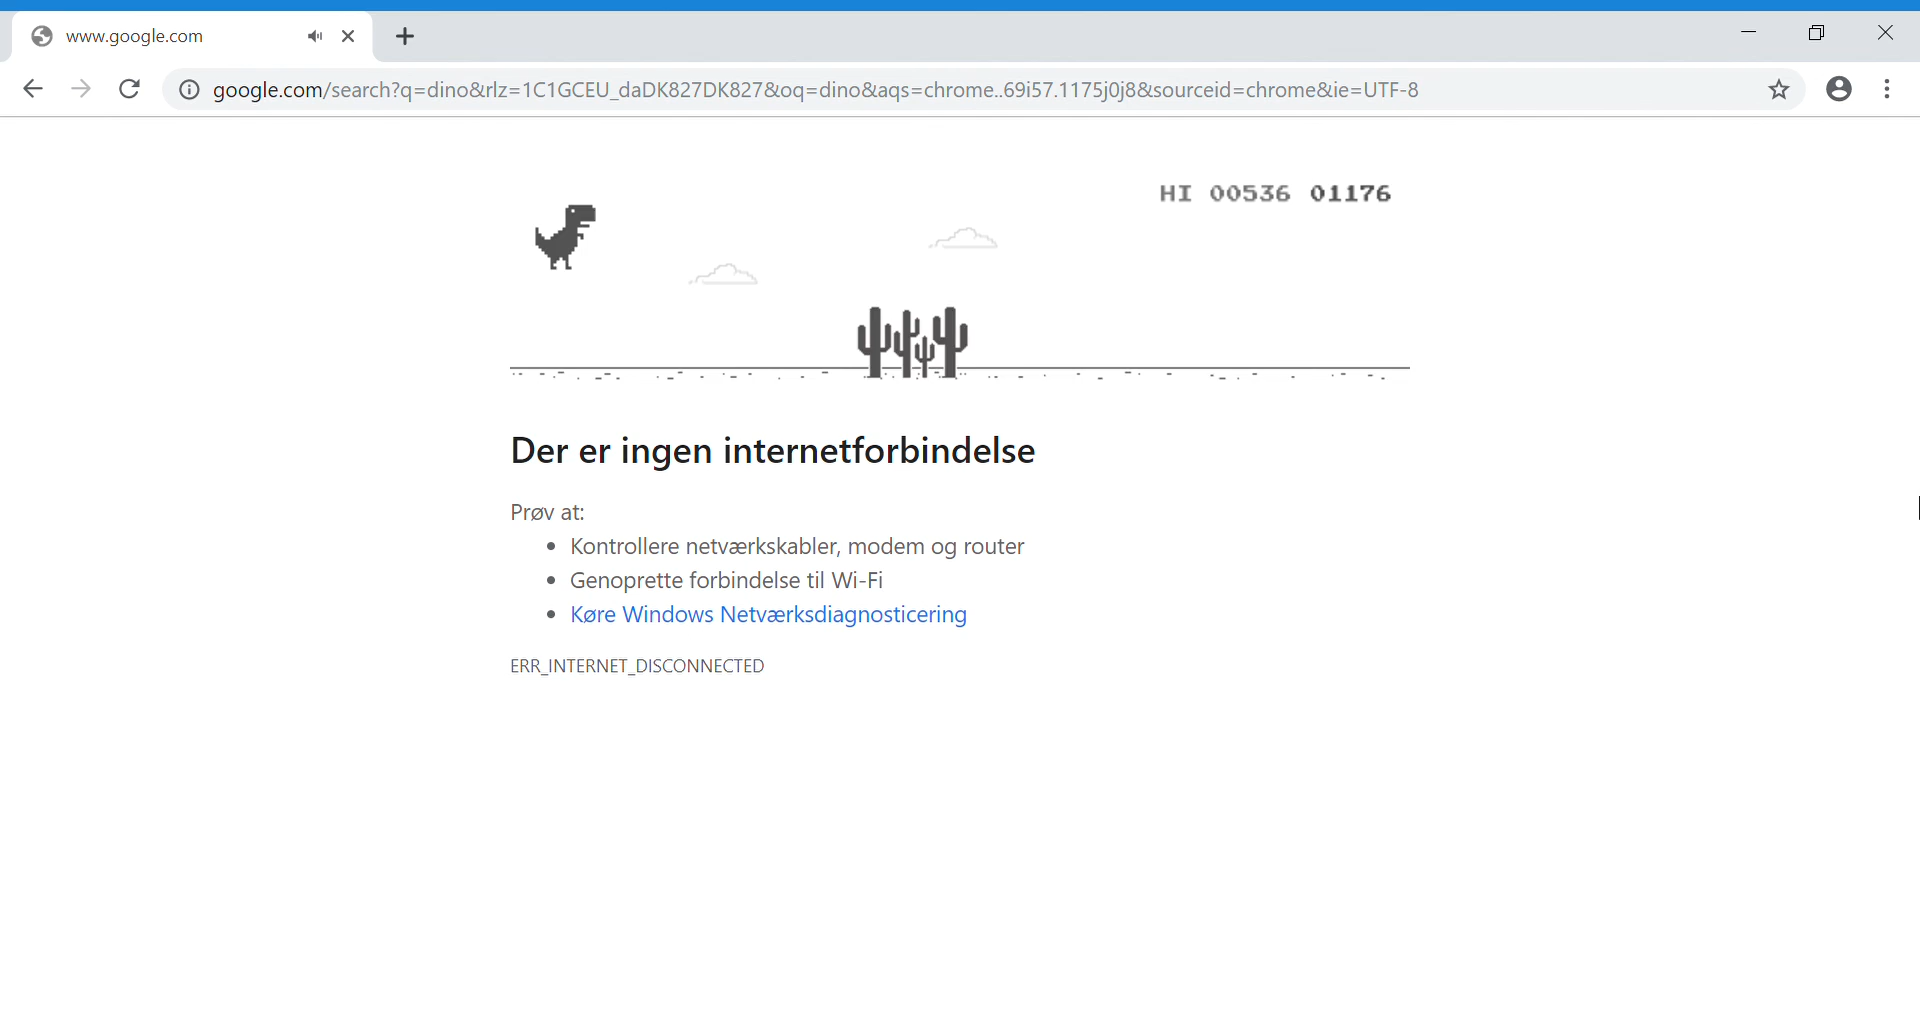 www.google.com
google.com/search?q=dino&rlz=1C1GCEU_daDK827DK827&oq=dino&aqs=chrome..69i57.1175j0j8&sourceid=chrome&ie=UTF-8
HI 00536 01176
Der er ingen internetforbindelse
Prøv at:
Kontrollere netværkskabler, modem og router
Genoprette forbindelse til Wi-Fi
Køre Windows Netværksdiagnosticering
ERR_INTERNET_DISCONNECTED